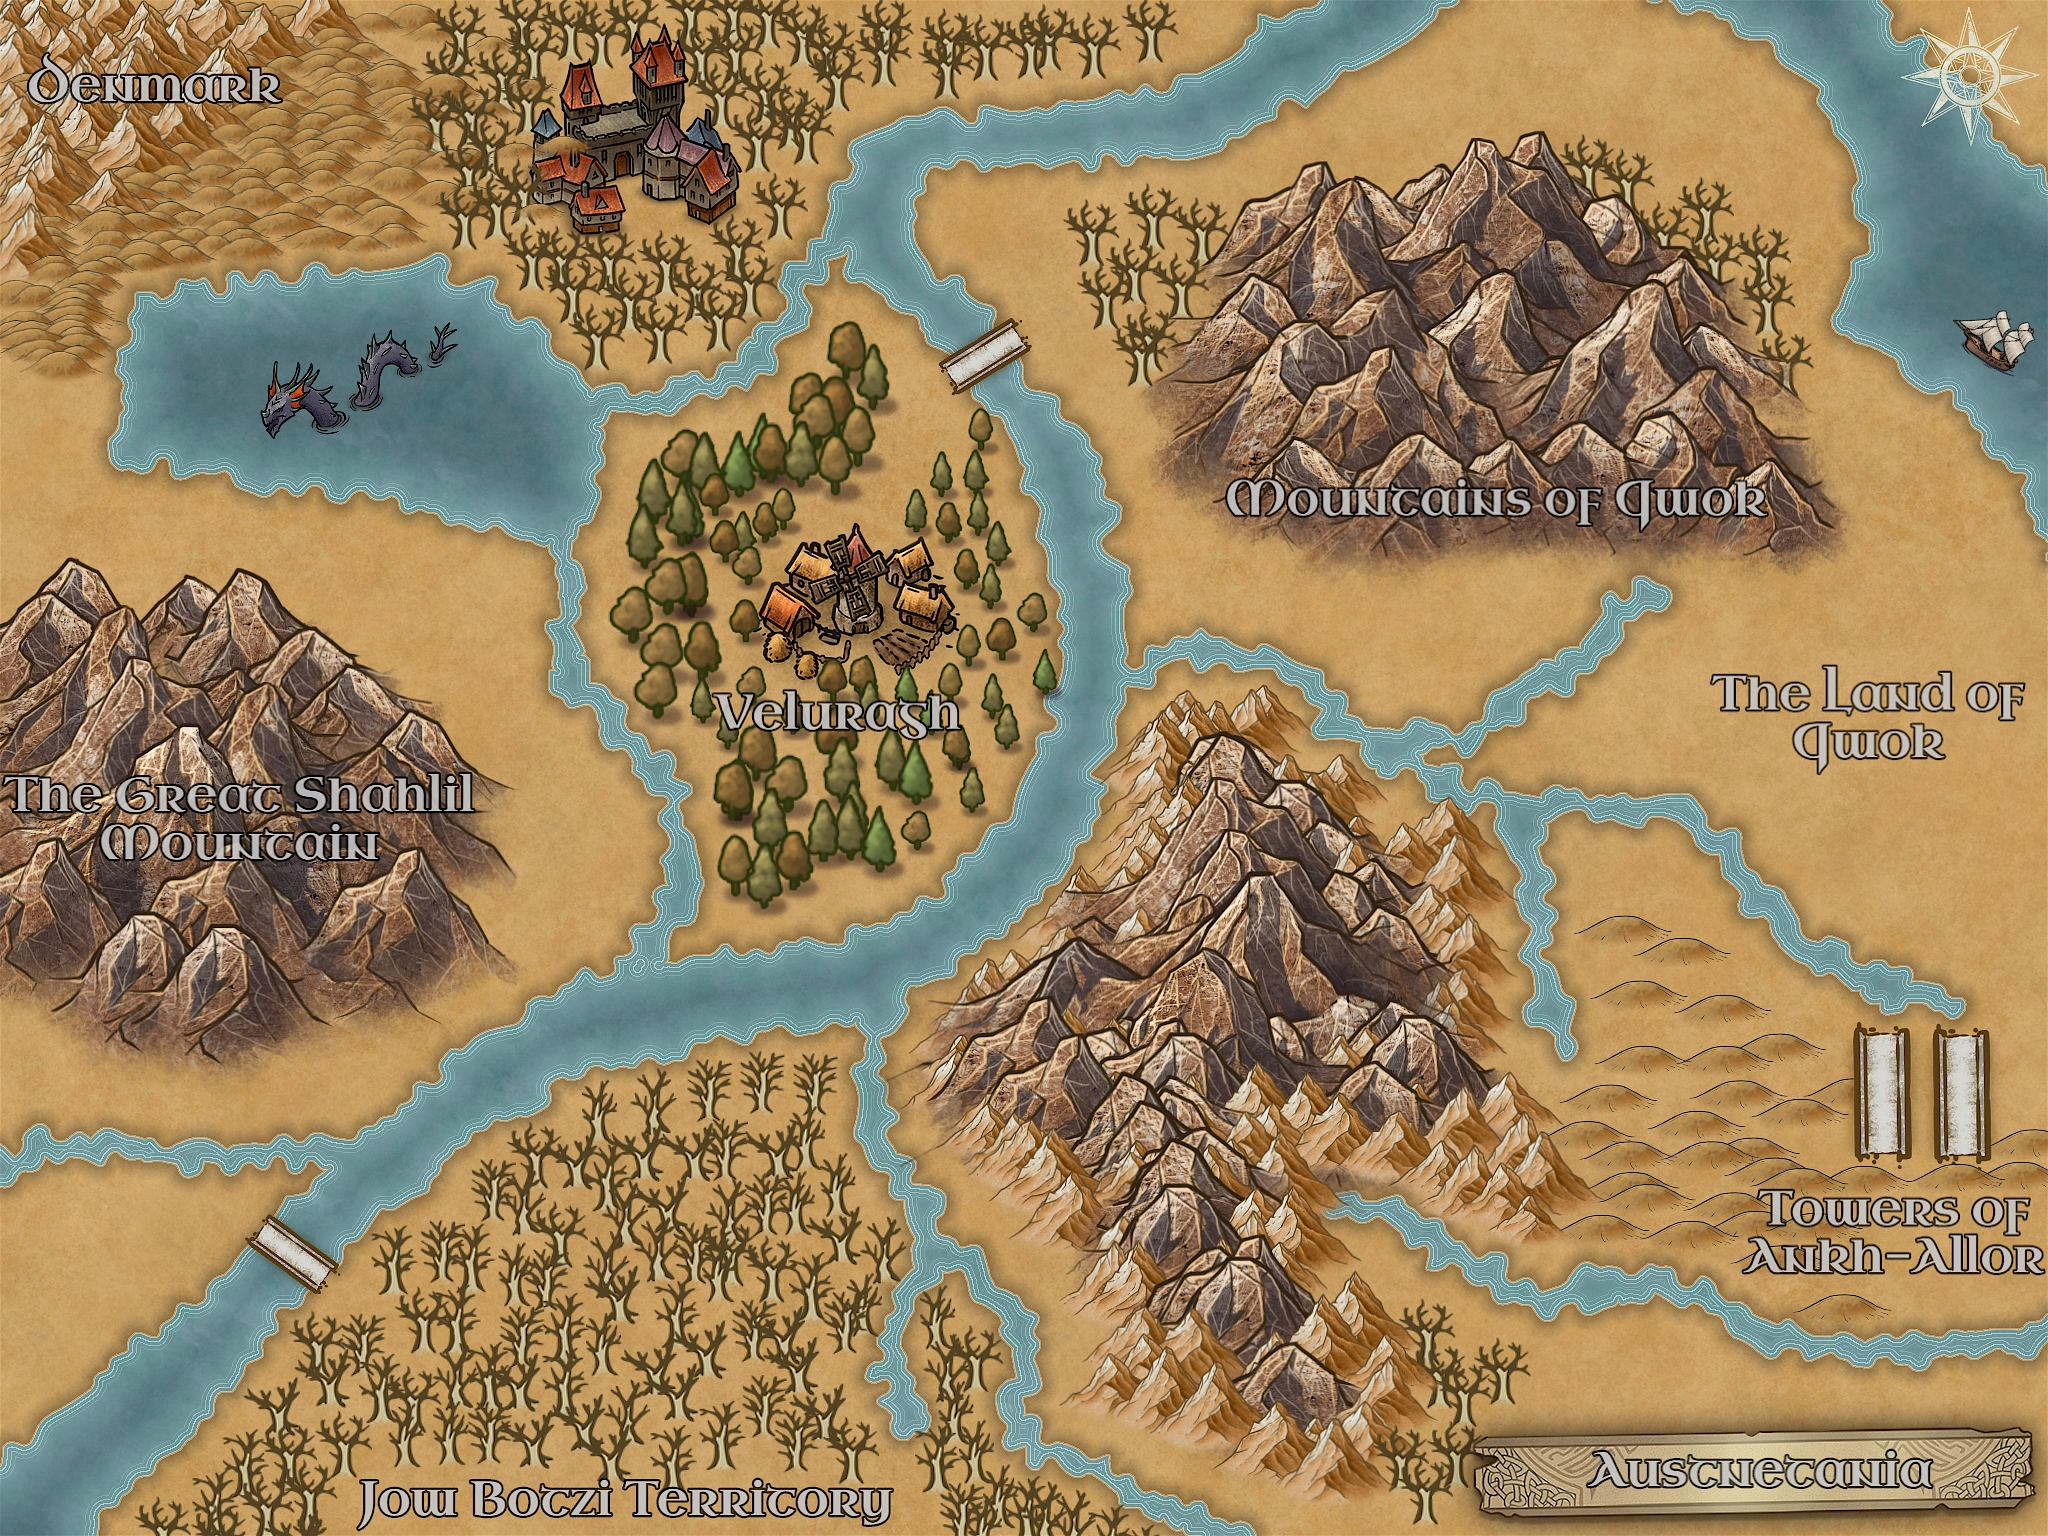 Denmark
Mountains of Qwok
The Land of
Qwok
Veluragh
The Great Shahlil
Mountain
Towers of
Ankh-Allor
Austnetania
Jow Botzi Territory